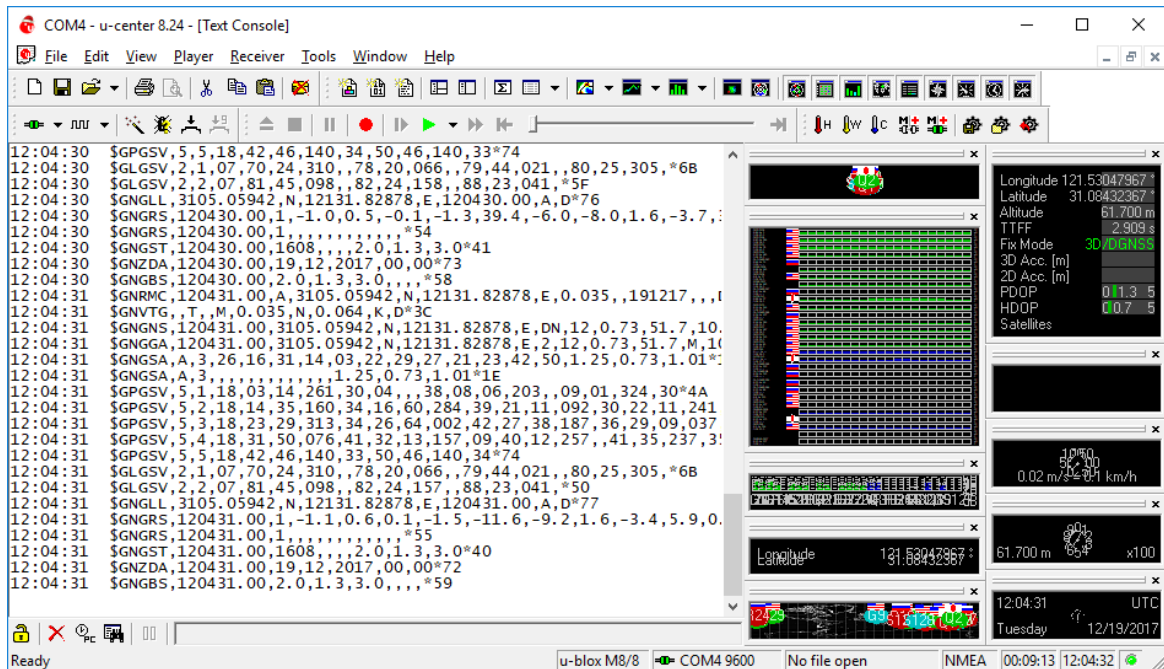 COM4 - u-center 8.24 - [Text Console]
File Edit View Player Receiver Tools Window Help
12:04:30 $GPGSV,5,5,18,42,46,140,34,50,46,140,33*74
12:04:30 $GLGSV,2,1,07,70,24,310,,78,20,066,,79,44,021,,80,25,305,*6B
12:04:30 $GLGSV,2,2,07,81,45,098,,82,24,158,,88,23,041,*5F
12:04:30 $GNGLL,3105.05942,N,12131.82878,E,120430.00,A,D*76
12:04:30 $GNGRS,120430.00,1,-1.0,0.5,-0.1,-1.3,39.4,-6.0,-8.0,1.6,-3.7,
12:04:30 $GNGRS,120430.00,1,,,,,,,,,,,,*54
12:04:30 $GNGST,120430.00,1608,,,,2.0,1.3,3.0*41
12:04:30 $GNZDA,120430.00,19,12,2017,00,00*73
12:04:30 $GNGBS,120430.00,2.0,1.3,3.0,,,,*58
12:04:31 $GNRMC,120431.00,A,3105.05942,N,12131.82878,E,0.035,,191217,,,
12:04:31 $GNVTG,,T,,M,0.035,N,0.064,K,D*3C
12:04:31 $GNGNS,120431.00,3105.05942,N,12131.82878,E,DN,12,0.73,51.7,10.
12:04:31 $GNGGA,120431.00,3105.05942,N,12131.82878,E,2,12,0.73,51.7,M,10
12:04:31 $GNGSA,A,3,26,16,31,14,03,22,29,27,21,23,42,50,1.25,0.73,1.01*1
12:04:31 $GNGSA,A,3,,,,,,,,,,,,,1.25,0.73,1.01*1E
12:04:31 $GPGSV,5,1,18,03,14,261,30,04,,,38,08,06,203,,09,01,324,30*4A
12:04:31 $GPGSV,5,2,18,14,35,160,34,16,60,284,39,21,11,092,30,22,11,241
12:04:31 $GPGSV,5,3,18,23,29,313,34,26,64,002,42,27,38,187,36,29,09,037
12:04:31 $GPGSV,5,4,18,31,50,076,41,32,13,157,09,40,12,257,,41,35,237,3
12:04:31 $GPGSV,5,5,18,42,46,140,33,50,46,140,34*74
12:04:31 $GLGSV,2,1,07,70,24,310,,78,20,066,,79,44,021,,80,25,305,*6B
12:04:31 $GLGSV,2,2,07,81,45,098,,82,24,157,,88,23,041,*50
12:04:31 $GNGLL,3105.05942,N,12131.82878,E,120431.00,A,D*77
12:04:31 $GNGRS,120431.00,1,-1.1,0.6,0.1,-1.5,-11.6,-9.2,1.6,-3.4,5.9,0.
12:04:31 $GNGRS,120431.00,1,,,,,,,,,,,,*55
12:04:31 $GNGST,120431.00,1608,,,,2.0,1.3,3.0*40
12:04:31 $GNZDA,120431.00,19,12,2017,00,00*72
12:04:31 $GNGBS,120431.00,2.0,1.3,3.0,,,,*59
Longitude 121.53047967 °
Latitude 31.08432367 °
Altitude 61.700 m
TTFF 2.909 s
Fix Mode 3D/DGNSS
3D Acc. [m]
2D Acc. [m]
PDOP 0 1.3 5
HDOP 0 0.7 5
Satellites
0.02 m/s = 0.1 km/h
Longitude 121.53047967 °
Latitude 31.08432367 °
61.700 m x100
12:04:31 UTC
Tuesday 12/19/2017
Ready u-blox M8/8 COM4 9600 No file open NMEA 00:09:13 12:04:32